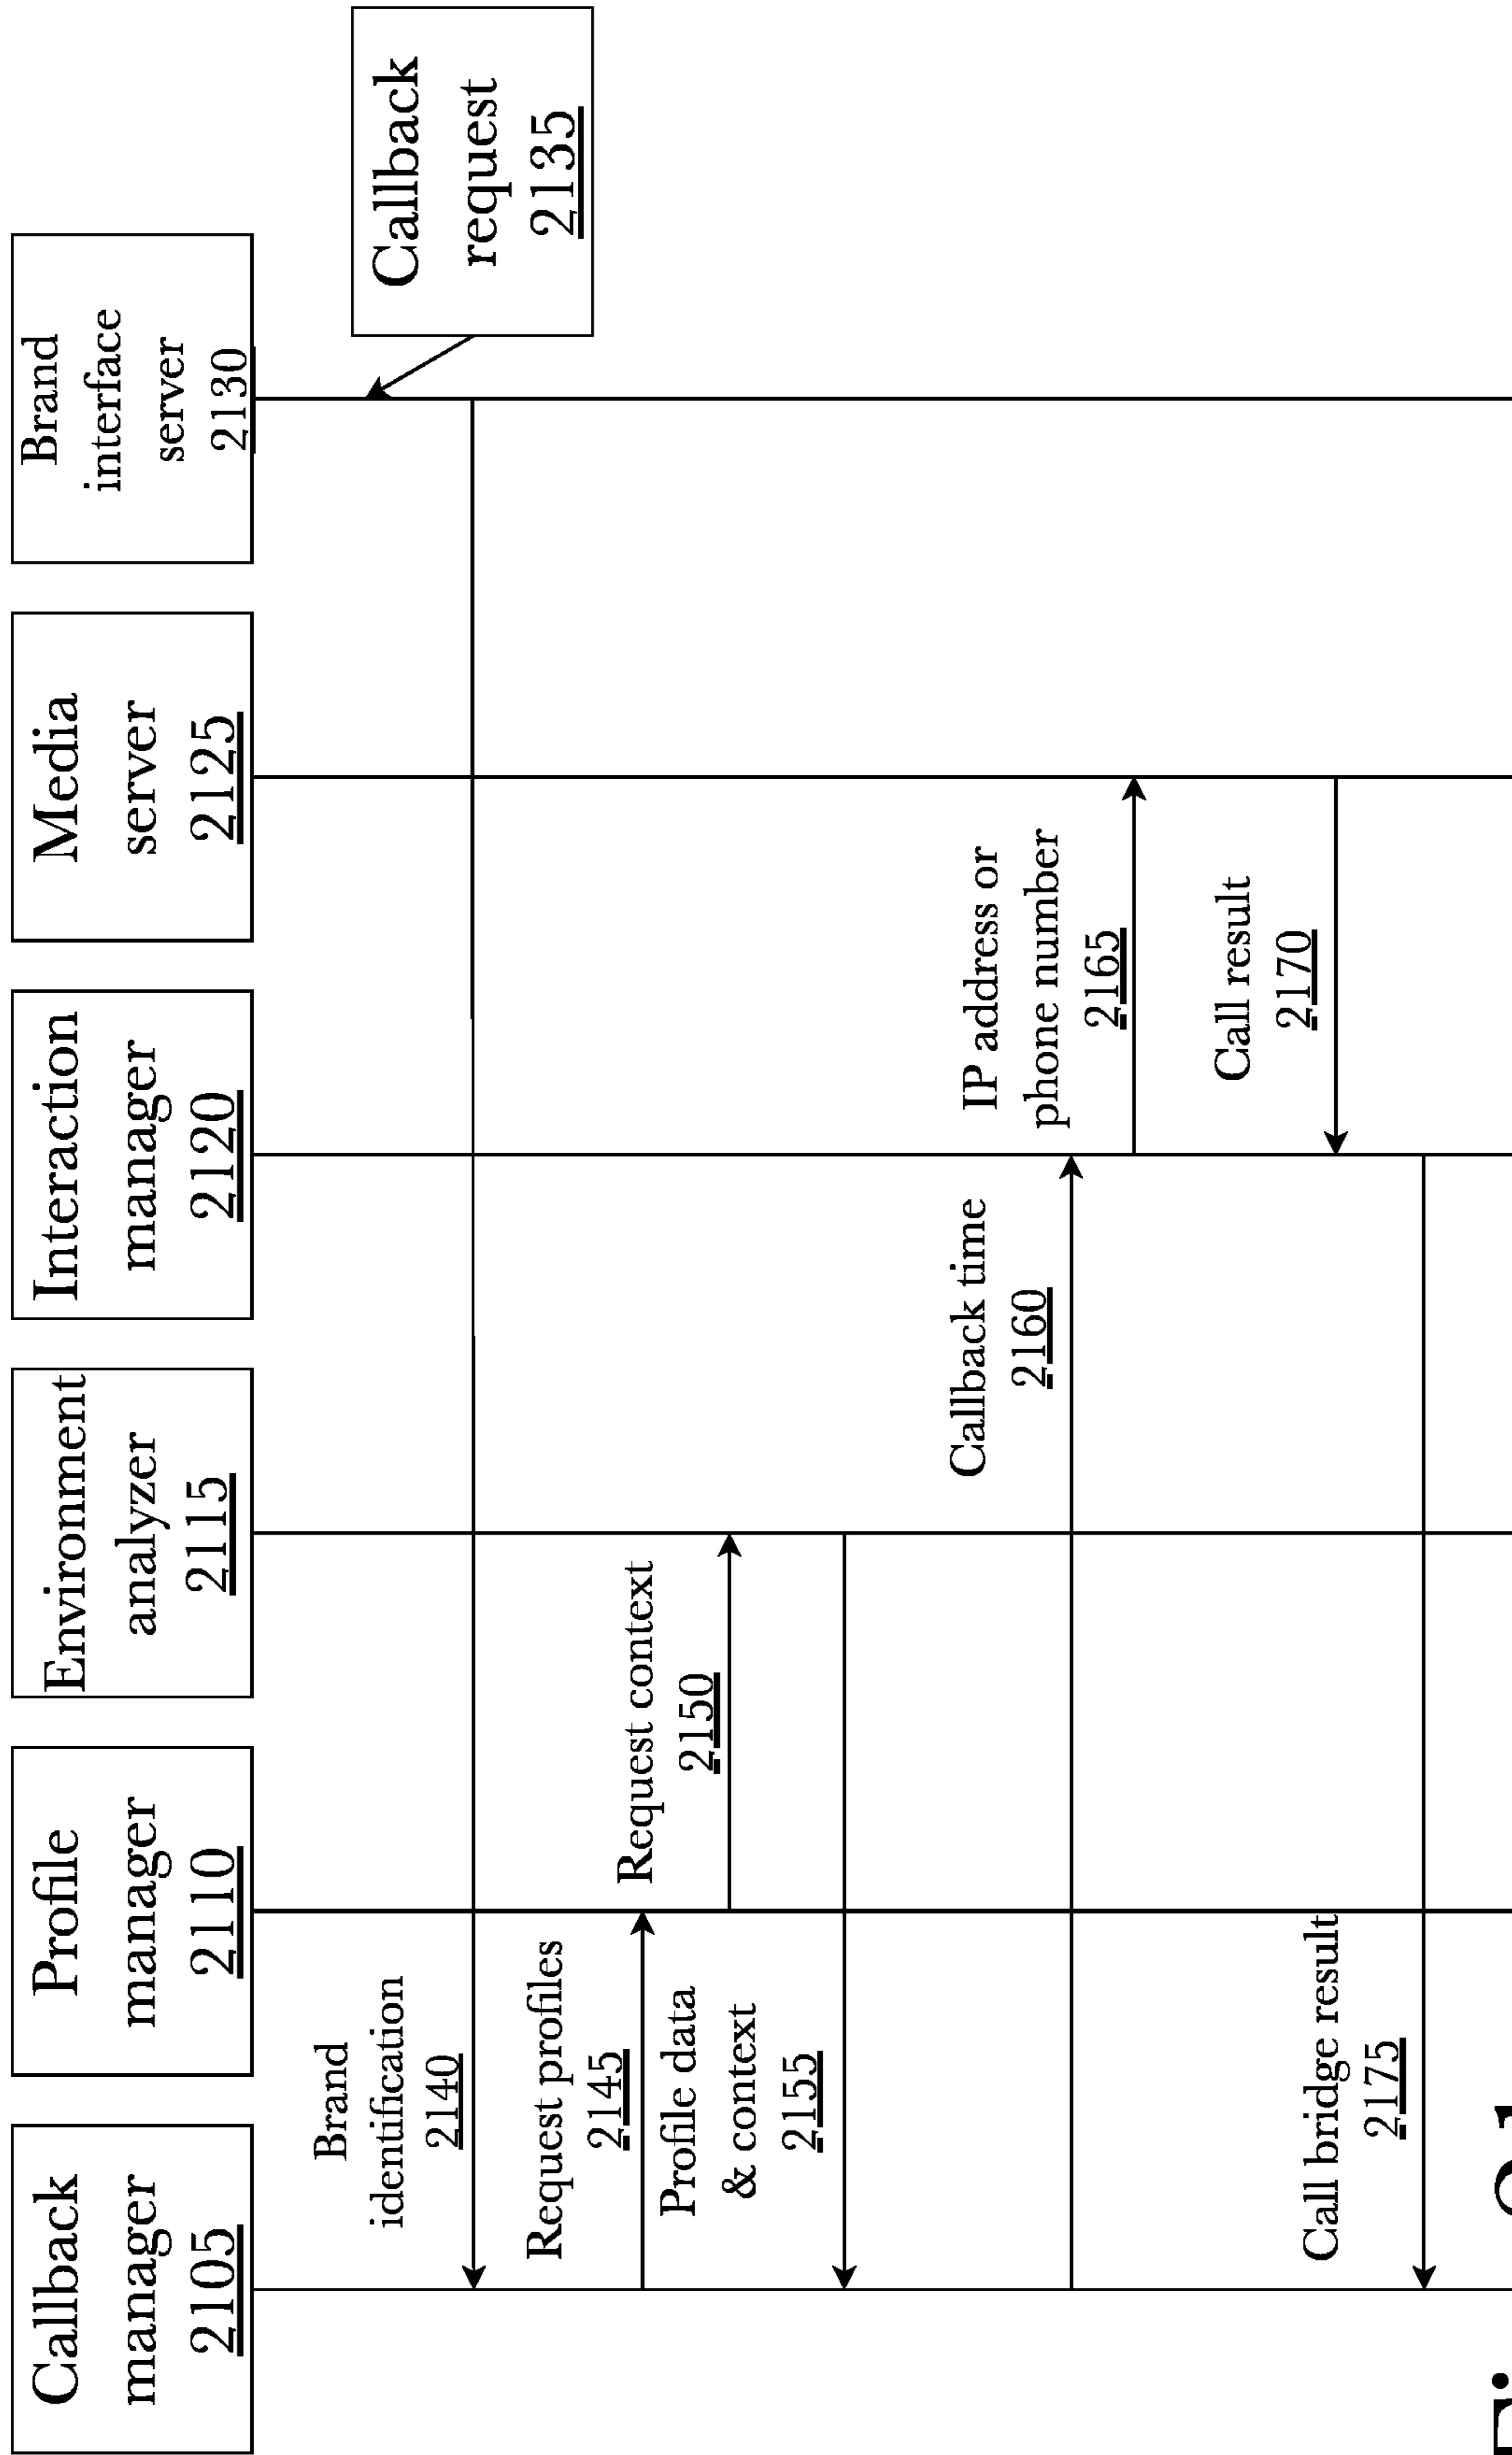 Callback
manager
2105
Profile
manager
2110
Environment
analyzer
2115
Interaction
manager
2120
Media
server
2125
Brand
interface
server
2130
Callback
request
2135
Brand
identification
2140
Request profiles
2145
Request context
2150
Profile data
& context
2155
Callback time
2160
IP address or
phone number
2165
Call result
2170
Call bridge result
2175